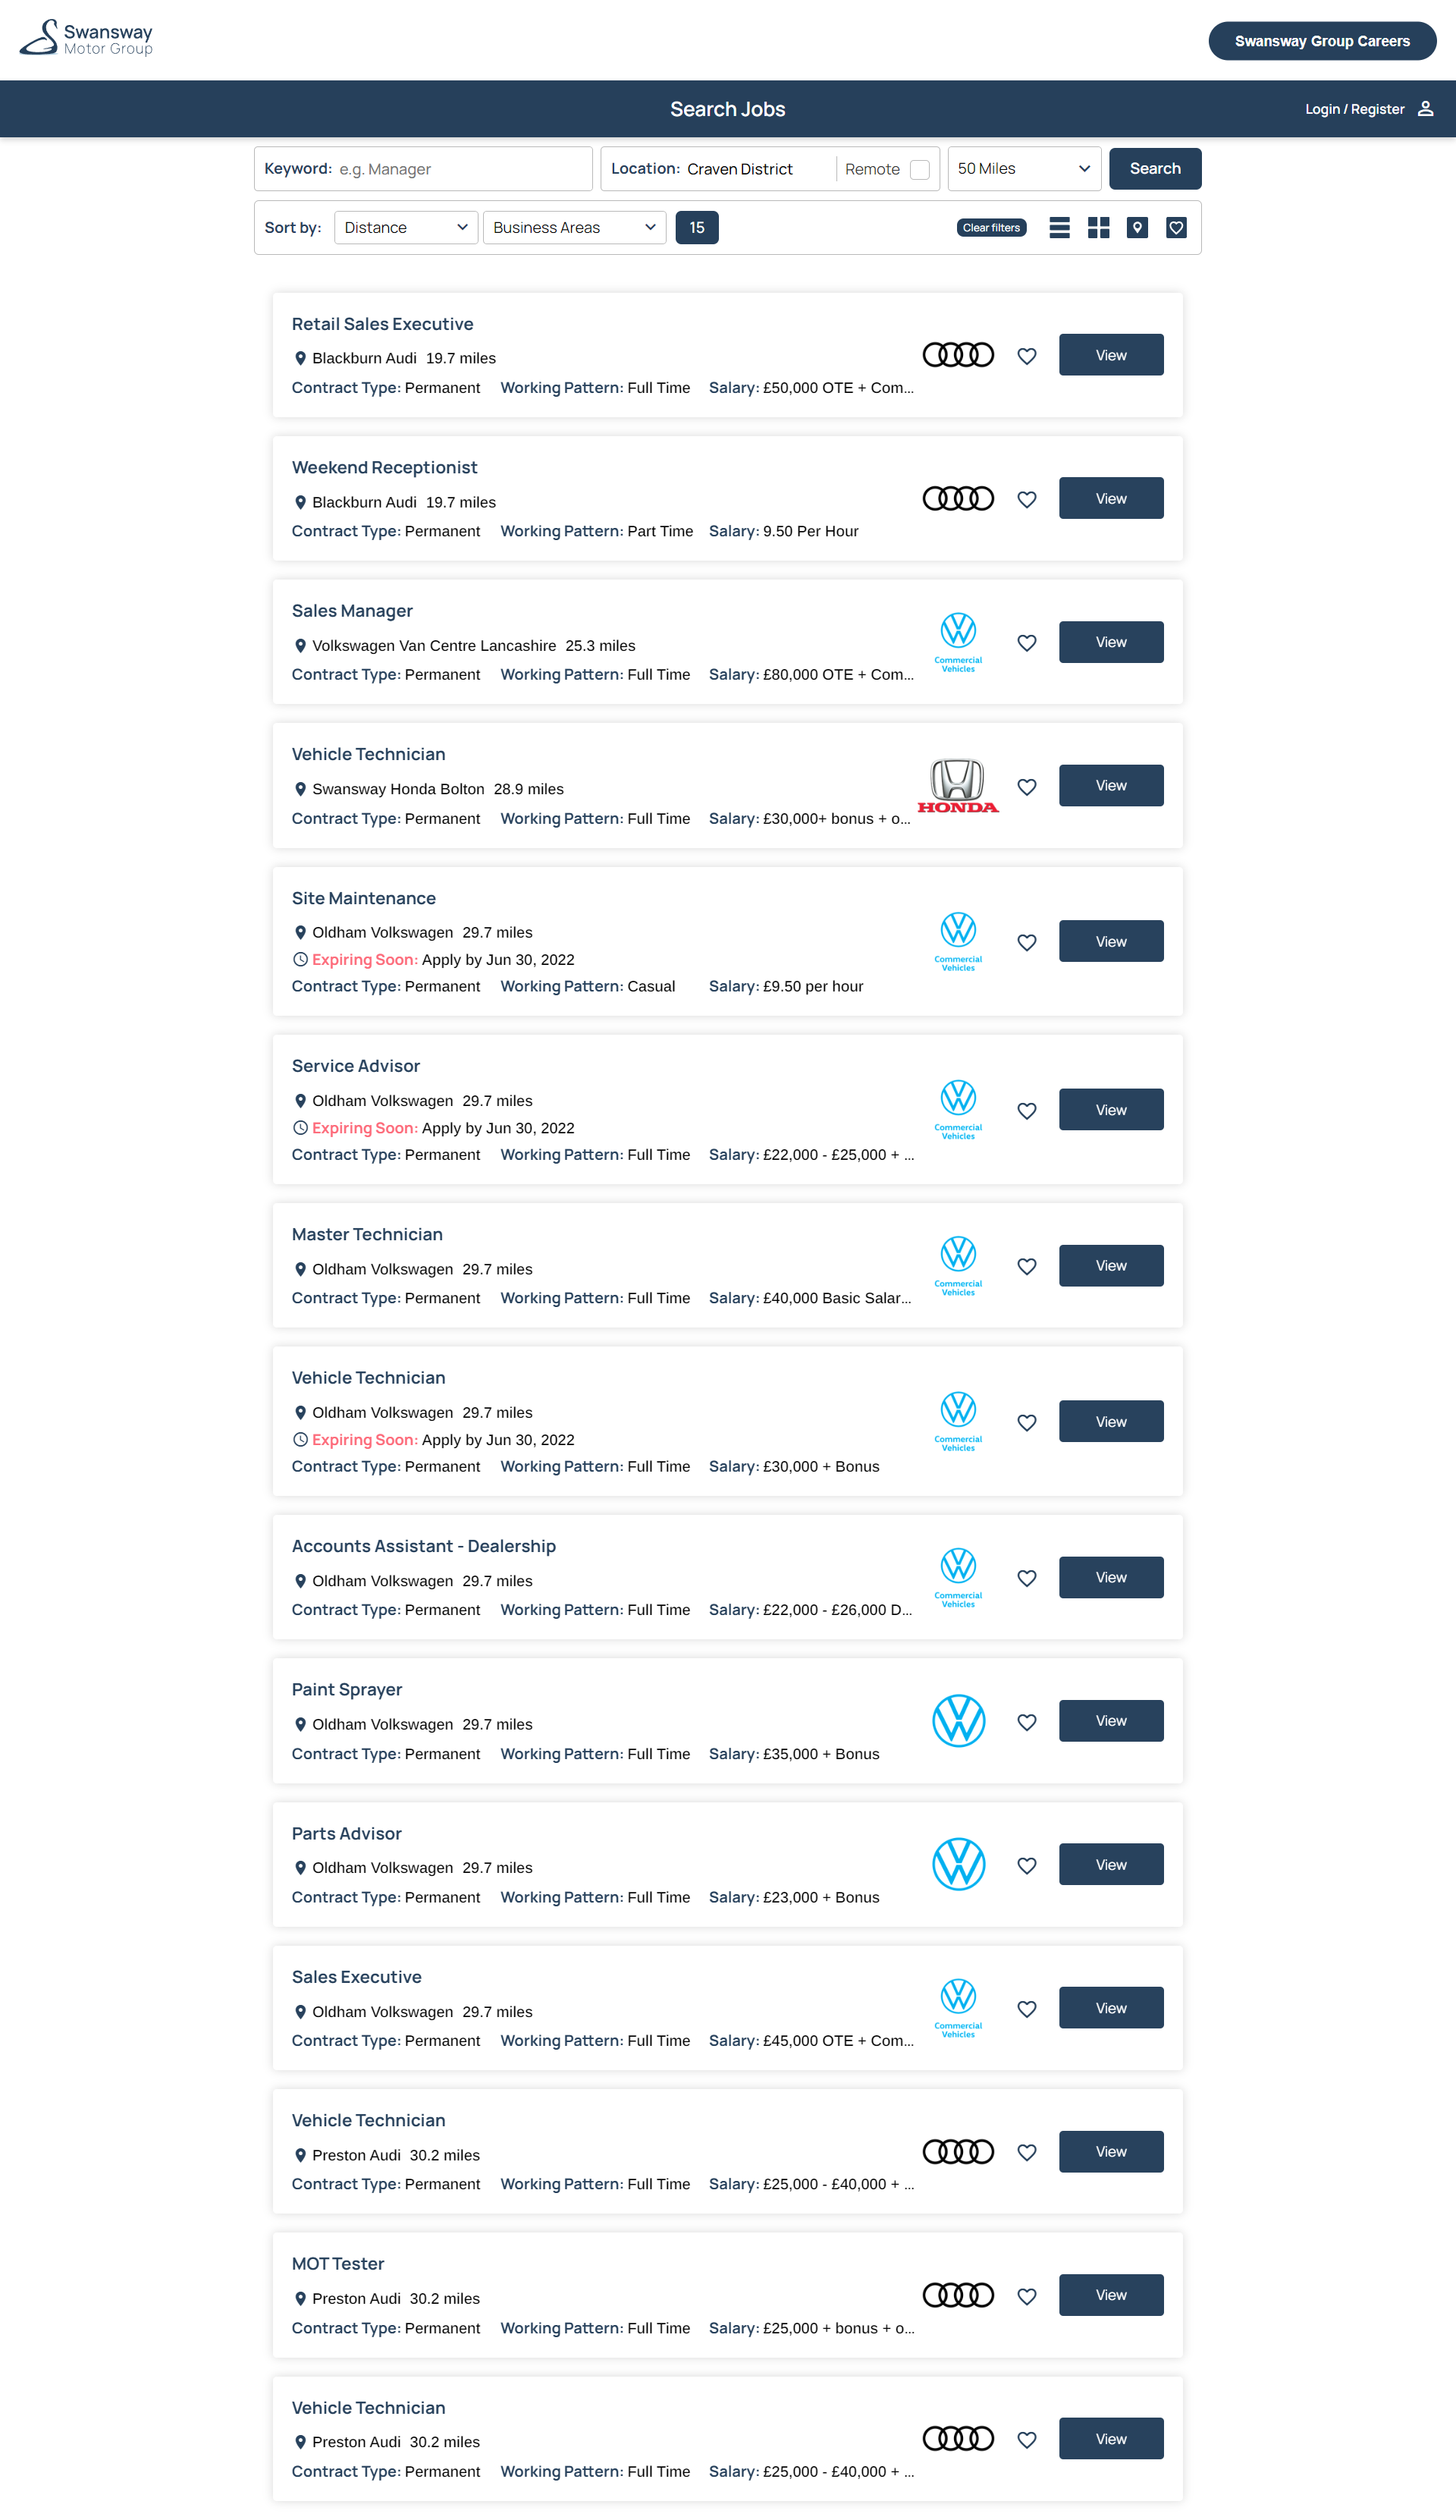 Swansway
Motor Group
Swansway Group Careers
Search Jobs
Login / Register
Keyword: e.g. Manager
Location: Craven District
Remote
50 Miles
Search
Sort by: Distance
Business Areas
15
Clear filters
Retail Sales Executive
Blackburn Audi 19.7 miles
Contract Type: Permanent Working Pattern: Full Time Salary: £50,000 OTE + Com...
View
Weekend Receptionist
Blackburn Audi 19.7 miles
Contract Type: Permanent Working Pattern: Part Time Salary: 9.50 Per Hour
View
Sales Manager
Volkswagen Van Centre Lancashire 25.3 miles
Contract Type: Permanent Working Pattern: Full Time Salary: £80,000 OTE + Com...
Commercial
Vehicles
View
Vehicle Technician
Swansway Honda Bolton 28.9 miles
Contract Type: Permanent Working Pattern: Full Time Salary: £30,000+ bonus + o...
HONDA
View
Site Maintenance
Oldham Volkswagen 29.7 miles
Expiring Soon: Apply by Jun 30, 2022
Contract Type: Permanent Working Pattern: Casual Salary: £9.50 per hour
Commercial
Vehicles
View
Service Advisor
Oldham Volkswagen 29.7 miles
Expiring Soon: Apply by Jun 30, 2022
Contract Type: Permanent Working Pattern: Full Time Salary: £22,000 - £25,000 + ...
Commercial
Vehicles
View
Master Technician
Oldham Volkswagen 29.7 miles
Contract Type: Permanent Working Pattern: Full Time Salary: £40,000 Basic Salar...
Commercial
Vehicles
View
Vehicle Technician
Oldham Volkswagen 29.7 miles
Expiring Soon: Apply by Jun 30, 2022
Contract Type: Permanent Working Pattern: Full Time Salary: £30,000 + Bonus
Commercial
Vehicles
View
Accounts Assistant - Dealership
Oldham Volkswagen 29.7 miles
Contract Type: Permanent Working Pattern: Full Time Salary: £22,000 - £26,000 D...
Commercial
Vehicles
View
Paint Sprayer
Oldham Volkswagen 29.7 miles
Contract Type: Permanent Working Pattern: Full Time Salary: £35,000 + Bonus
View
Parts Advisor
Oldham Volkswagen 29.7 miles
Contract Type: Permanent Working Pattern: Full Time Salary: £23,000 + Bonus
View
Sales Executive
Oldham Volkswagen 29.7 miles
Contract Type: Permanent Working Pattern: Full Time Salary: £45,000 OTE + Com...
Commercial
Vehicles
View
Vehicle Technician
Preston Audi 30.2 miles
Contract Type: Permanent Working Pattern: Full Time Salary: £25,000 - £40,000 + ...
View
MOT Tester
Preston Audi 30.2 miles
Contract Type: Permanent Working Pattern: Full Time Salary: £25,000 + bonus + o...
View
Vehicle Technician
Preston Audi 30.2 miles
Contract Type: Permanent Working Pattern: Full Time Salary: £25,000 - £40,000 + ...
View